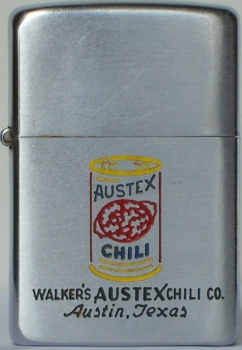 AUSTEX
CHILI
WALKER'S AUSTEX CHILI CO.
Austin, Texas